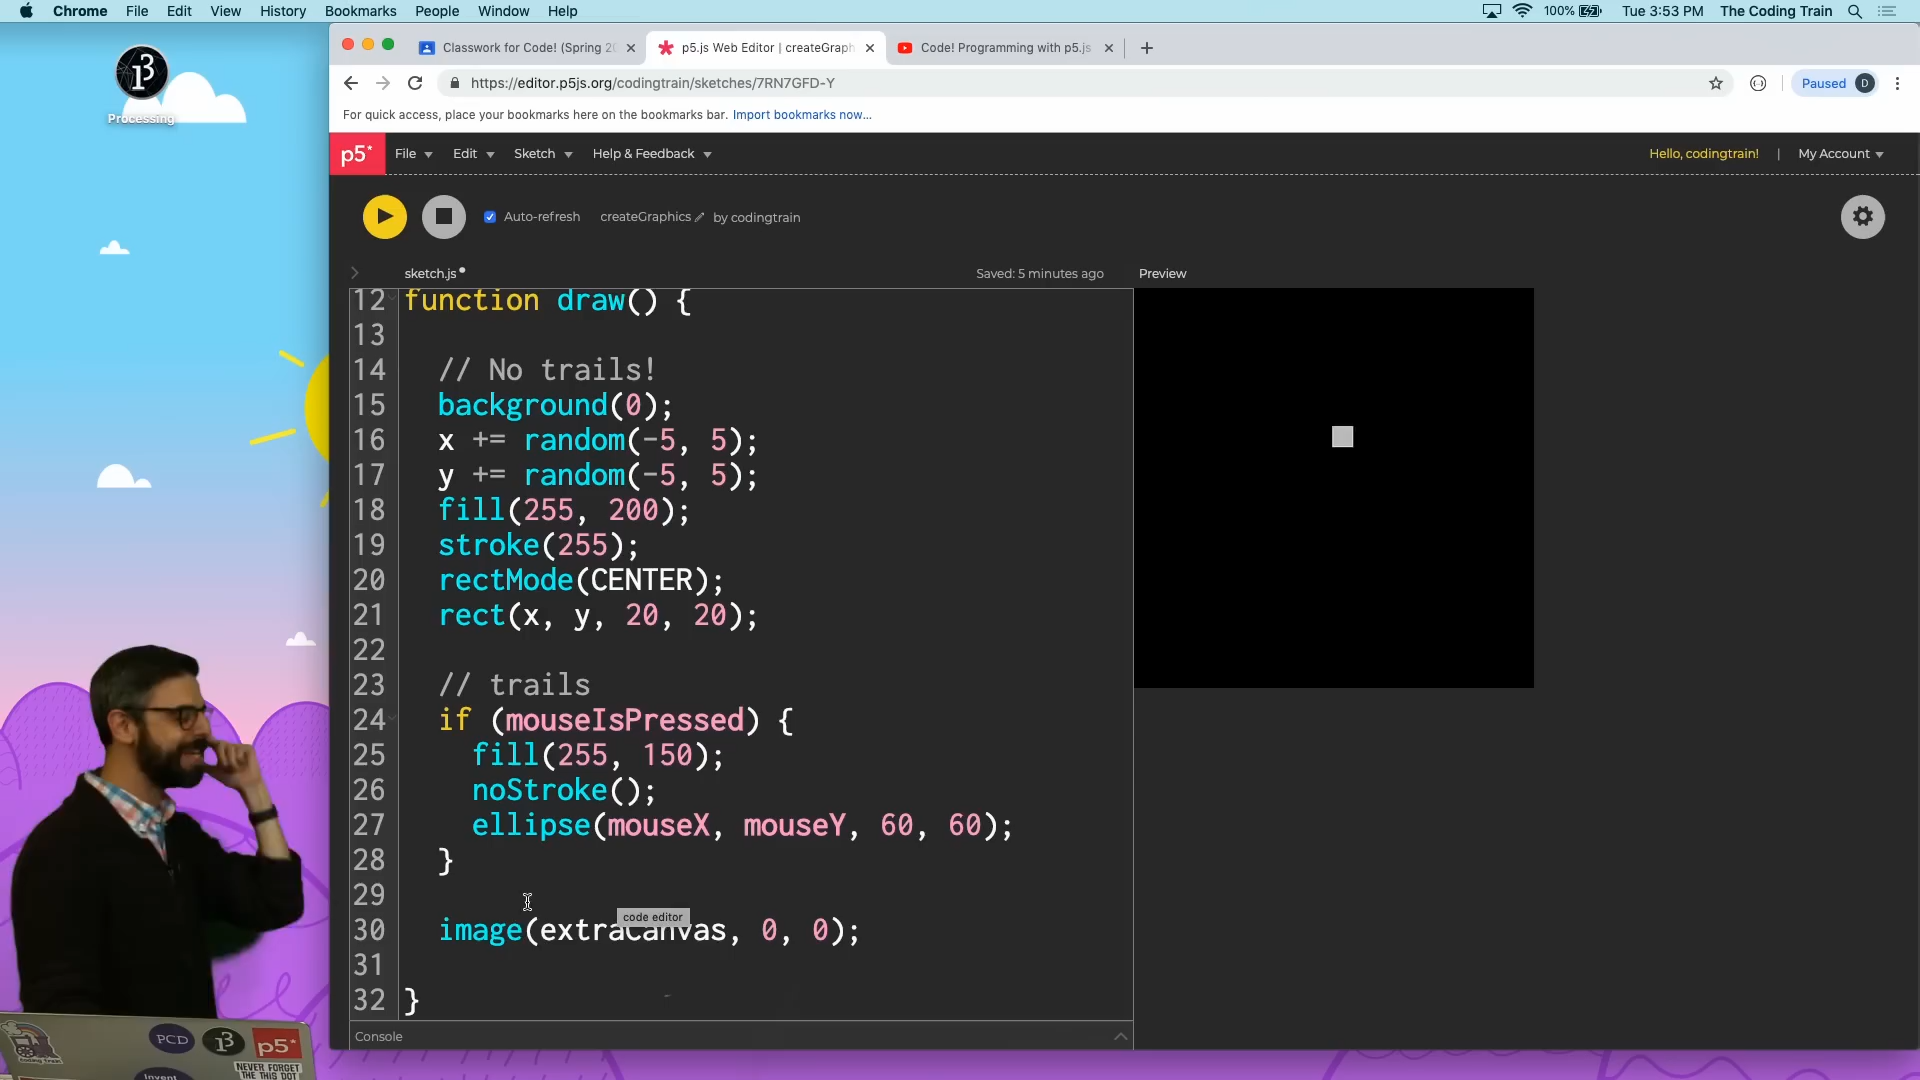 Chrome File Edit View History Bookmarks People Window Help
100% Tue 3:53 PM The Coding Train
Processing
Classwork for Code! (Spring 20
p5.js Web Editor | createGraph
Code! Programming with p5.js
https://editor.p5js.org/codingtrain/sketches/7RN7GFD-Y
Paused D
For quick access, place your bookmarks here on the bookmarks bar. Import bookmarks now...
p5* File Edit Sketch Help & Feedback
Hello, codingtrain! | My Account
Auto-refresh createGraphics by codingtrain
sketch.js
Saved: 5 minutes ago
Preview
12 function draw() {
13
14 // No trails!
15 background(0);
16 x += random(-5, 5);
17 y += random(-5, 5);
18 fill(255, 200);
19 stroke(255);
20 rectMode(CENTER);
21 rect(x, y, 20, 20);
22
23 // trails
24 if (mouseIsPressed) {
25 fill(255, 150);
26 noStroke();
27 ellipse(mouseX, mouseY, 60, 60);
28 }
29
code editor
30 image(extraCanvas, 0, 0);
31
32 }
Console
PCD
p5*
NEVER FORGET
THE THIS DOT
Invent